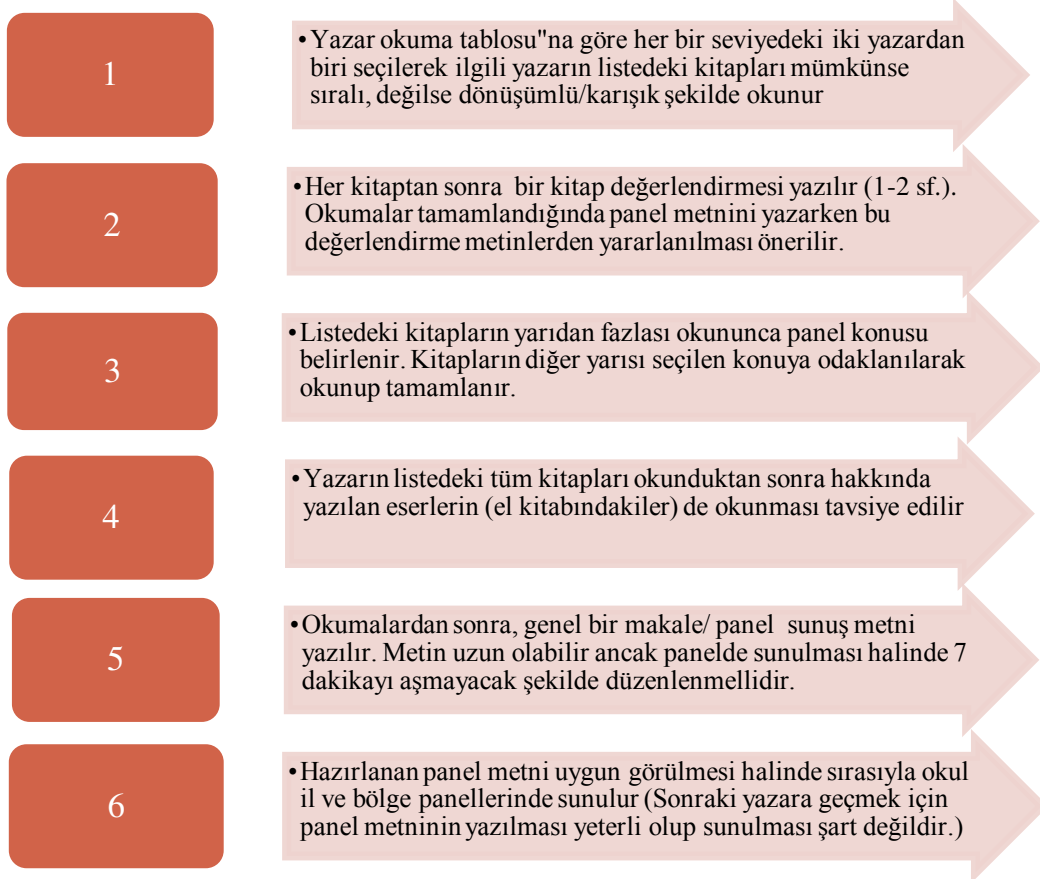 1
•Yazar okuma tablosu"na göre her bir seviyedeki iki yazardan
biri seçilerek ilgili yazarın listedeki kitapları mümkünse
sıralı, değilse dönüşümlü/karışık şekilde okunur
2
•Her kitaptan sonra bir kitap değerlendirmesi yazılır (1-2 sf.).
Okumalar tamamlandığında panel metnini yazarken bu
değerlendirme metinlerden yararlanılması önerilir.
3
•Listedeki kitapların yarıdan fazlası okununca panel konusu
belirlenir. Kitapların diğer yarısı seçilen konuya odaklanılarak
okunup tamamlanır.
4
•Yazarın listedeki tüm kitapları okunduktan sonra hakkında
yazılan eserlerin (el kitabındakiler) de okunması tavsiye edilir
5
•Okumalardan sonra, genel bir makale/ panel sunuş metni
yazılır. Metin uzun olabilir ancak panelde sunulması halinde 7
dakikayı aşmayacak şekilde düzenlenmellidir.
6
•Hazırlanan panel metni uygun görülmesi halinde sırasıyla okul
il ve bölge panellerinde sunulur (Sonraki yazara geçmek için
panel metninin yazılması yeterli olup sunulması şart değildir.)